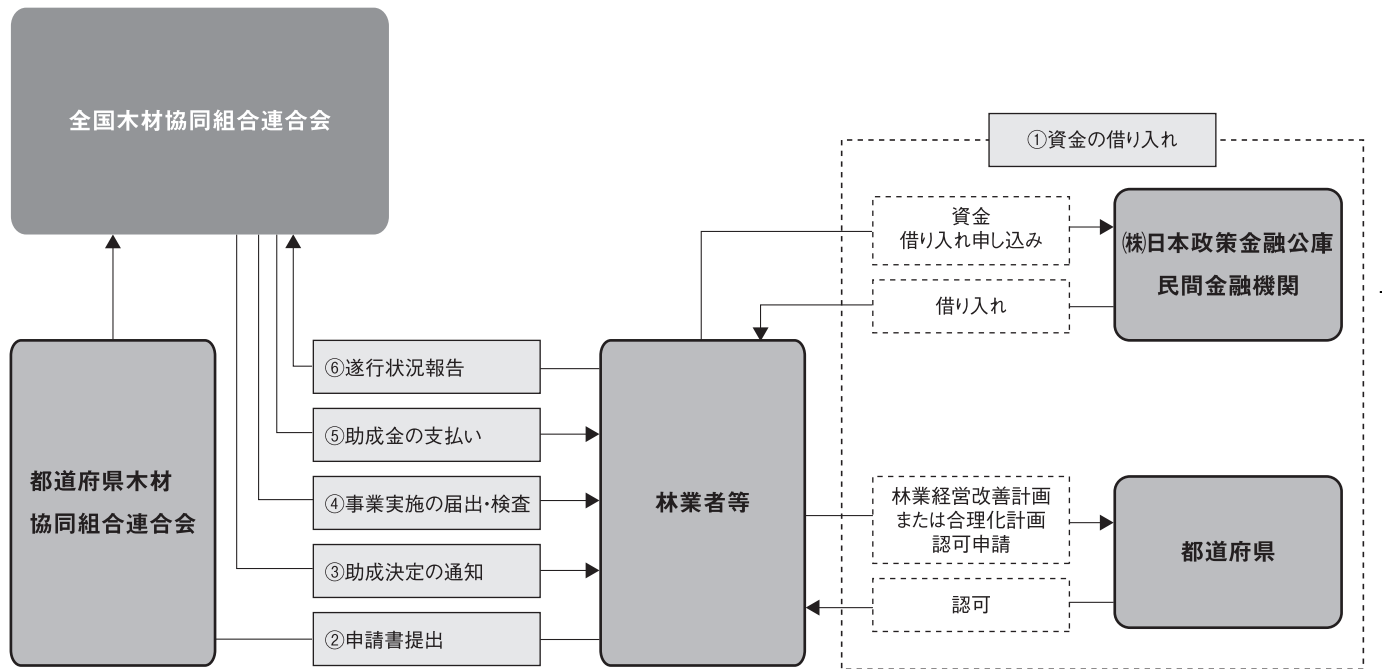 全国木材協同組合連合会
①資金の借り入れ
資金
借り入れ申し込み
㈱日本政策金融公庫
民間金融機関
借り入れ
⑥遂行状況報告
⑤助成金の支払い
④事業実施の届出・検査
③助成決定の通知
②申請書提出
都道府県木材
協同組合連合会
林業者等
林業経営改善計画
または合理化計画
認可申請
都道府県
認可